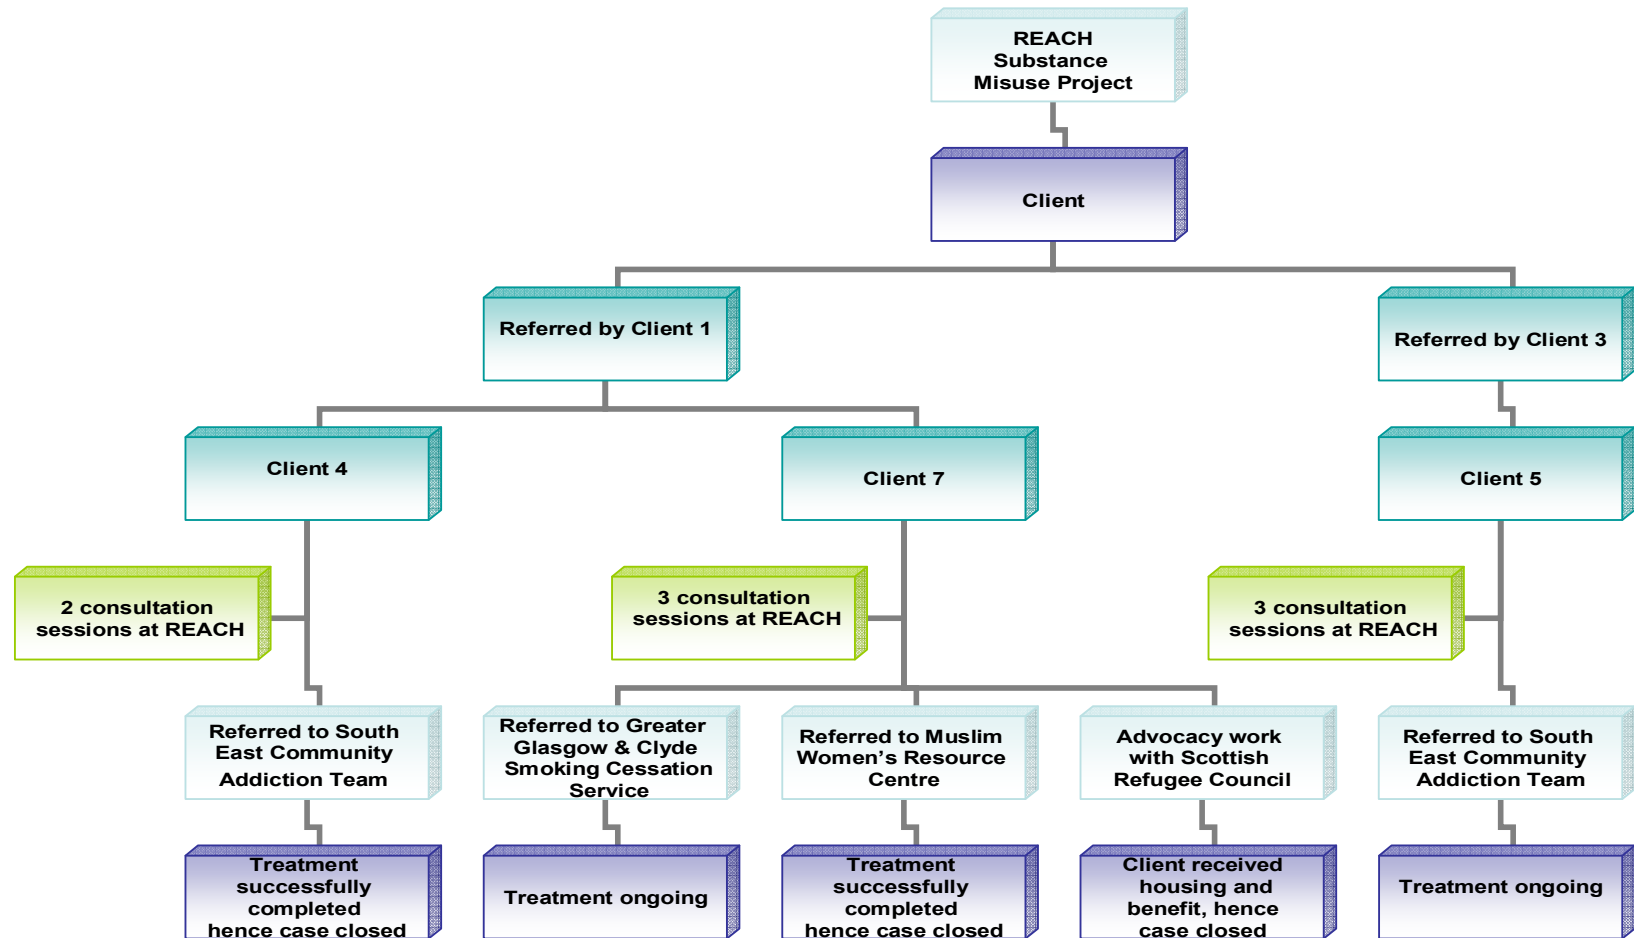 REACH
Substance
Misuse Project
Client
Referred by Client 1
Referred by Client 3
Client 4
Client 7
Client 5
2 consultation
sessions at REACH
3 consultation
sessions at REACH
3 consultation
sessions at REACH
Referred to South
East Community
Addiction Team
Referred to Greater
Glasgow & Clyde
Smoking Cessation
Service
Referred to Muslim
Women’s Resource
Centre
Advocacy work
with Scottish
Refugee Council
Referred to South
East Community
Addiction Team
Treatment
successfully
completed
hence case closed
Treatment ongoing
Treatment
successfully
completed
hence case closed
Client received
housing and
benefit, hence
case closed
Treatment ongoing